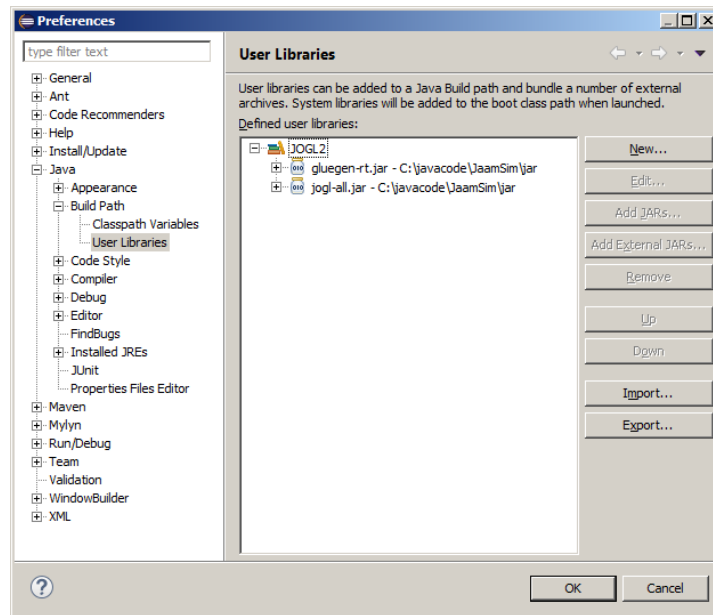 Preferences
type filter text
General
Ant
Code Recommenders
Help
Install/Update
Java
Appearance
Build Path
Classpath Variables
User Libraries
Code Style
Compiler
Debug
Editor
FindBugs
Installed JREs
JUnit
Properties Files Editor
Maven
Mylyn
Run/Debug
Team
Validation
WindowBuilder
XML
User Libraries
User libraries can be added to a Java Build path and bundle a number of external
archives. System libraries will be added to the boot class path when launched.
Defined user libraries:
JOGL2
gluegen-rt.jar - C:\javacode\JaamSim\jar
jogl-all.jar - C:\javacode\JaamSim\jar
New...
Edit...
Add JARs...
Add External JARs...
Remove
Up
Down
Import...
Export...
OK
Cancel